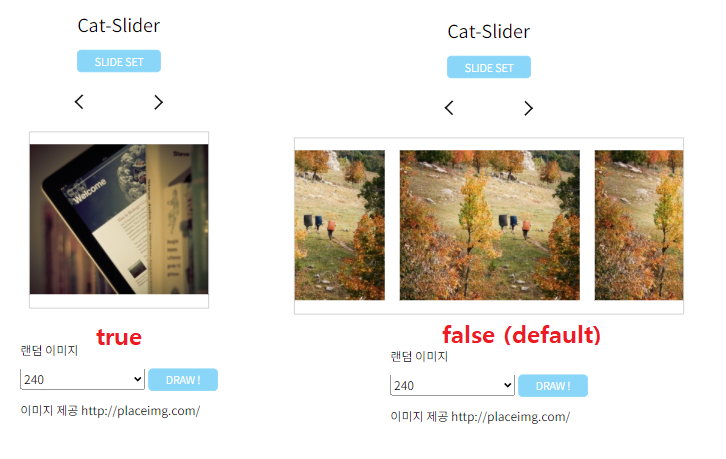 Cat-Slider
SLIDE SET
Welcome
Steve
true
랜덤 이미지
240
DRAW !
이미지 제공 http://placeimg.com/
Cat-Slider
SLIDE SET
false (default)
랜덤 이미지
240
DRAW !
이미지 제공 http://placeimg.com/